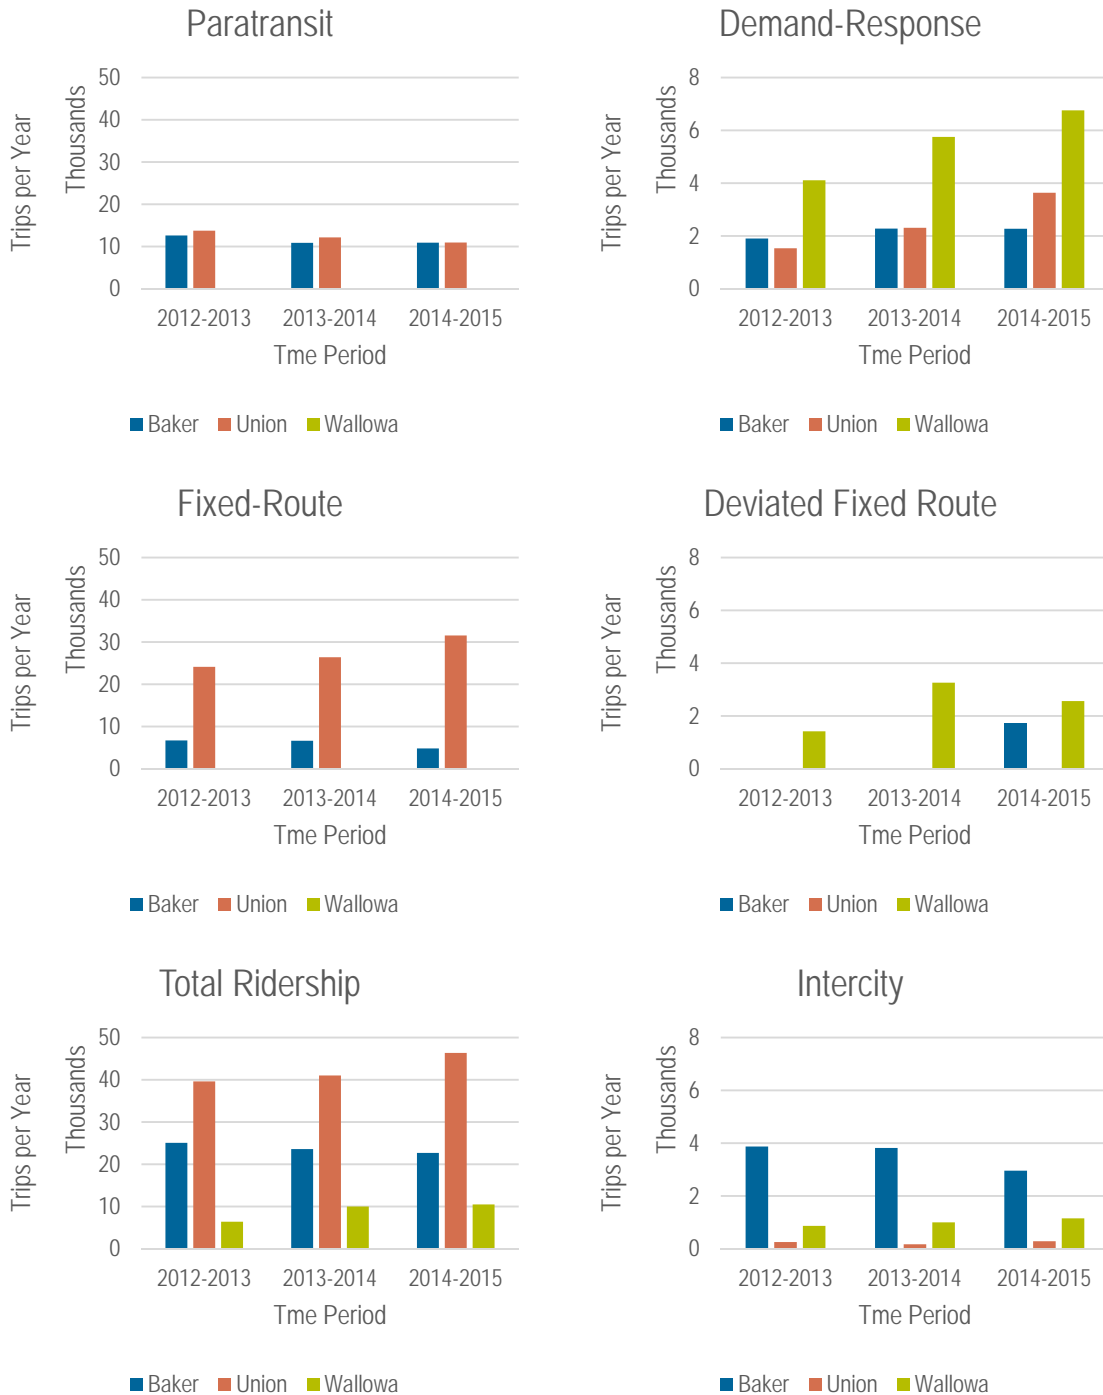 Paratransit
50
40
30
20
10
0
Trips per Year
Thousands
2012-2013 2013-2014 2014-2015
Tme Period
Baker Union Wallowa
Demand-Response
8
6
4
2
0
Trips per Year
Thousands
2012-2013 2013-2014 2014-2015
Tme Period
Baker Union Wallowa
Fixed-Route
50
40
30
20
10
0
Trips per Year
Thousands
2012-2013 2013-2014 2014-2015
Tme Period
Baker Union Wallowa
Deviated Fixed Route
8
6
4
2
0
Trips per Year
Thousands
2012-2013 2013-2014 2014-2015
Tme Period
Baker Union Wallowa
Total Ridership
50
40
30
20
10
0
Trips per Year
Thousands
2012-2013 2013-2014 2014-2015
Tme Period
Baker Union Wallowa
Intercity
8
6
4
2
0
Trips per Year
Thousands
2012-2013 2013-2014 2014-2015
Tme Period
Baker Union Wallowa